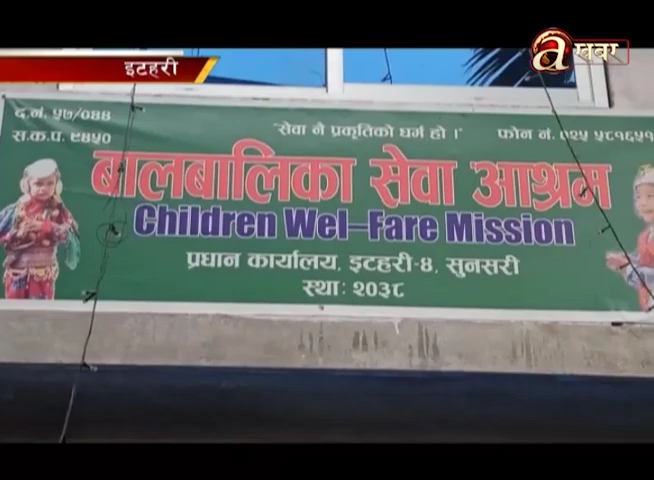 a खबर
इटहरी
द.नं. ५७/०४४
स.क.प. ९४५०
"सेवा नै प्रकृतिको धर्म हो ।"
फोन नं. ०२५ ५८१६५१
बालबालिका सेवा आश्रम
Children Wel-Fare Mission
प्रधान कार्यालय, इटहरी-४, सुनसरी
स्था: २०३८